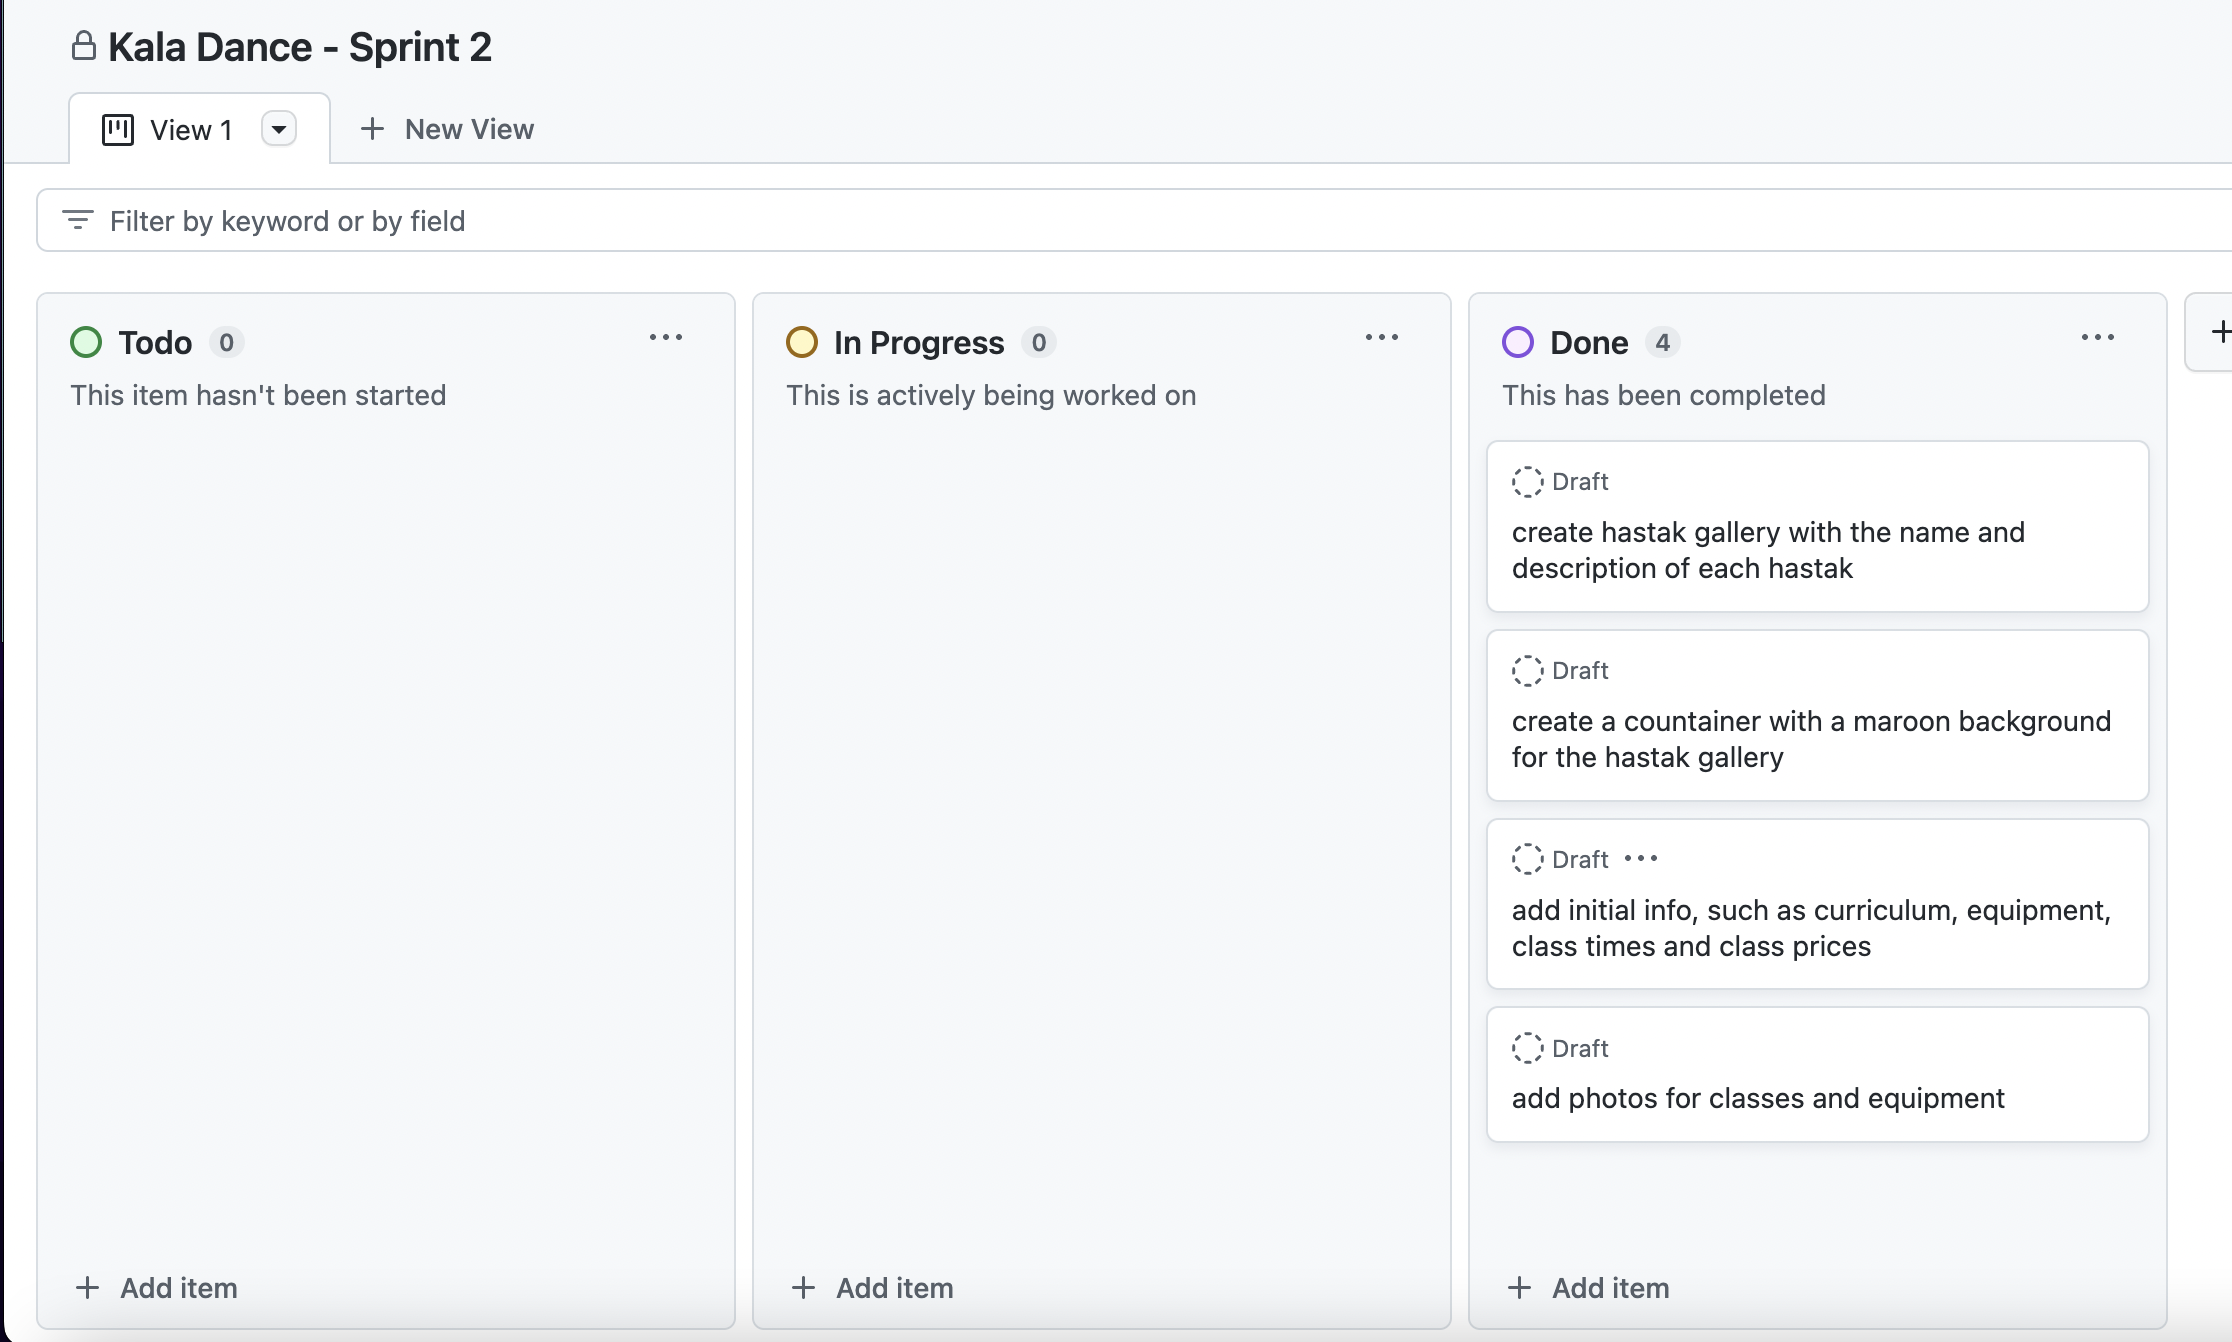 Kala Dance - Sprint 2
View 1
New View
Filter by keyword or by field
Todo 0
This item hasn't been started
Add item
In Progress 0
This is actively being worked on
Add item
Done 4
This has been completed
Draft
create hastak gallery with the name and
description of each hastak
Draft
create a countainer with a maroon background
for the hastak gallery
Draft
add initial info, such as curriculum, equipment,
class times and class prices
Draft
add photos for classes and equipment
Add item